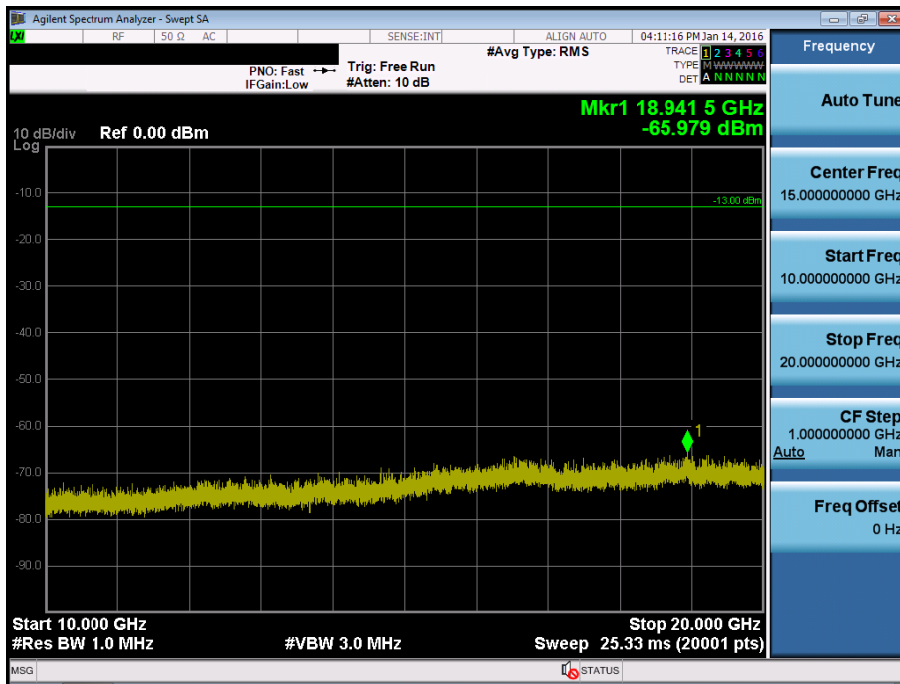 Agilent Spectrum Analyzer - Swept SA
LXI RF 50 Ω AC SENSE:INT ALIGN AUTO 04:11:16 PM Jan 14, 2016
Frequency
PNO: Fast
IFGain:Low
Trig: Free Run
#Atten: 10 dB
#Avg Type: RMS
TRACE 1 2 3 4 5 6
TYPE M WWWWW
DET A N N N N N
Mkr1 18.941 5 GHz
-65.979 dBm
10 dB/div Ref 0.00 dBm
Log
-10.0
-13.00 dBm
-20.0
-30.0
-40.0
-50.0
-60.0
-70.0
-80.0
-90.0
1
Start 10.000 GHz Stop 20.000 GHz
#Res BW 1.0 MHz #VBW 3.0 MHz Sweep 25.33 ms (20001 pts)
MSG STATUS
Auto Tune
Center Freq
15.000000000 GHz
Start Freq
10.000000000 GHz
Stop Freq
20.000000000 GHz
CF Step
1.000000000 GHz
Auto Man
Freq Offset
0 Hz